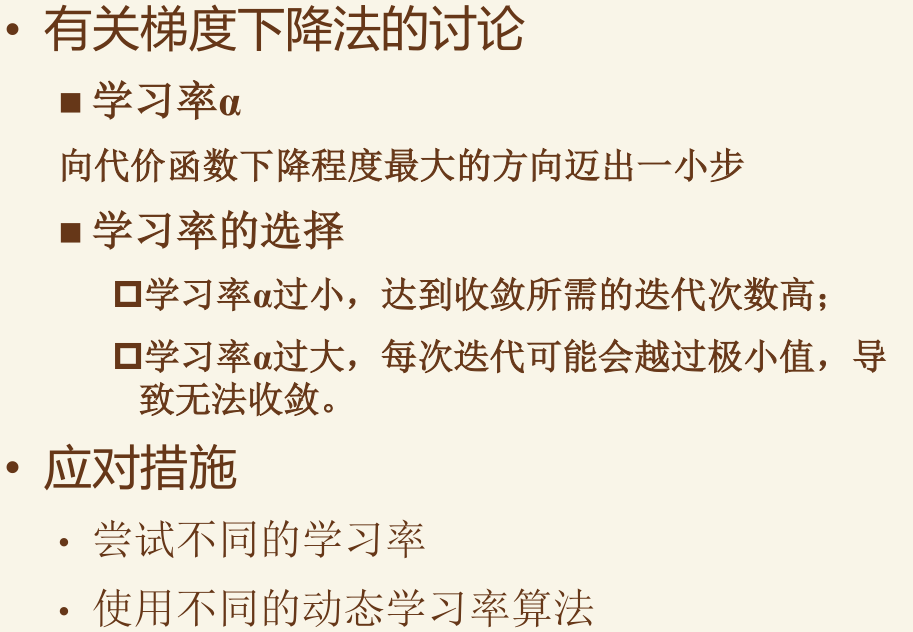 • 有关梯度下降法的讨论
■ 学习率α
向代价函数下降程度最大的方向迈出一小步
■ 学习率的选择
□学习率α过小，达到收敛所需的迭代次数高；
□学习率α过大，每次迭代可能会越过极小值，导
致无法收敛。
• 应对措施
• 尝试不同的学习率
• 使用不同的动态学习率算法